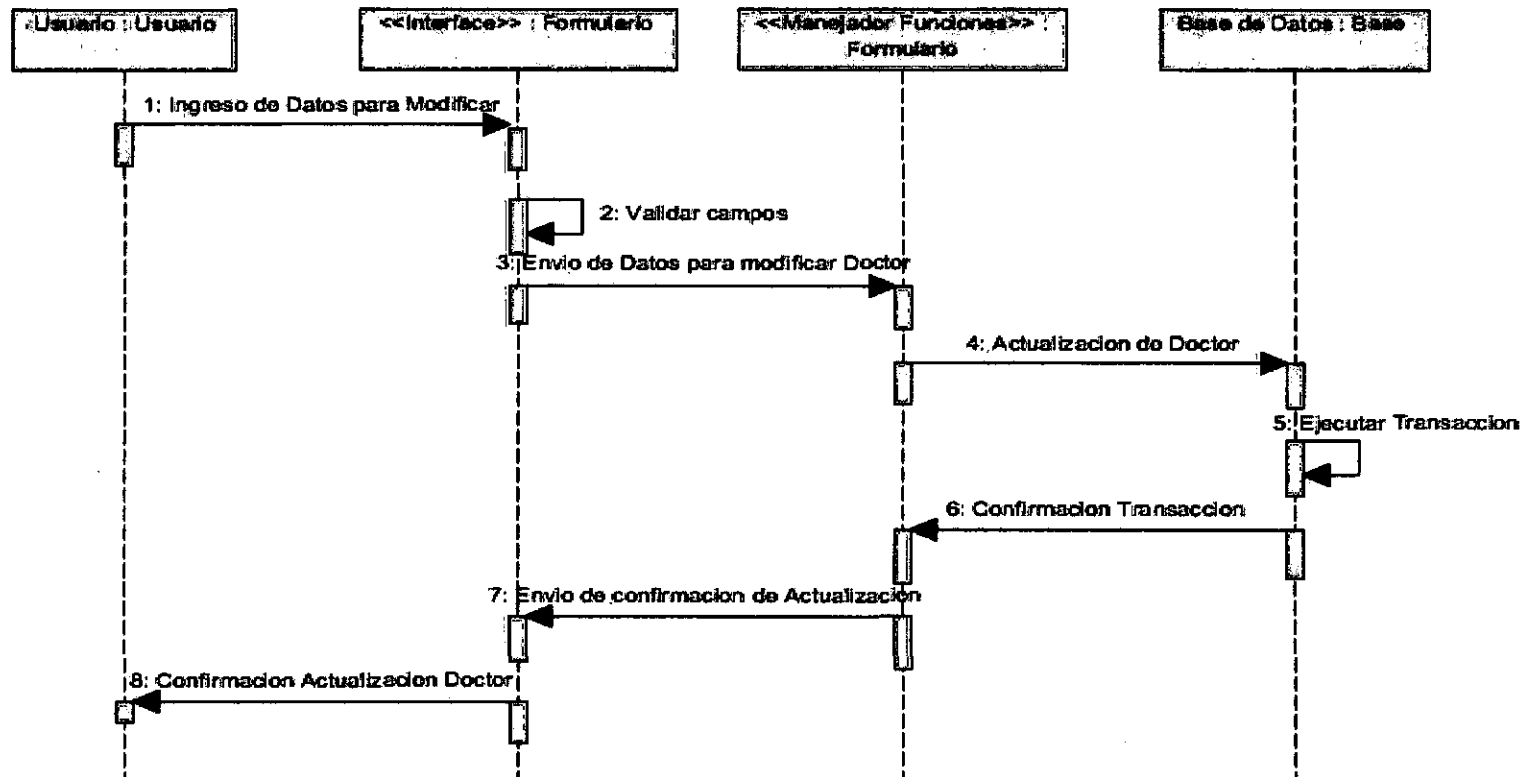 Usuario : Usuario
<<Interface>> : Formulario
<<Manejador Funciones>> :
Formulario
Base de Datos : Base
1: Ingreso de Datos para Modificar
2: Validar campos
3: Envio de Datos para modificar Doctor
4: Actualizacion de Doctor
5: Ejecutar Transaccion
6: Confirmacion Transaccion
7: Envio de confirmacion de Actualizacion
8: Confirmacion Actualizacion Doctor